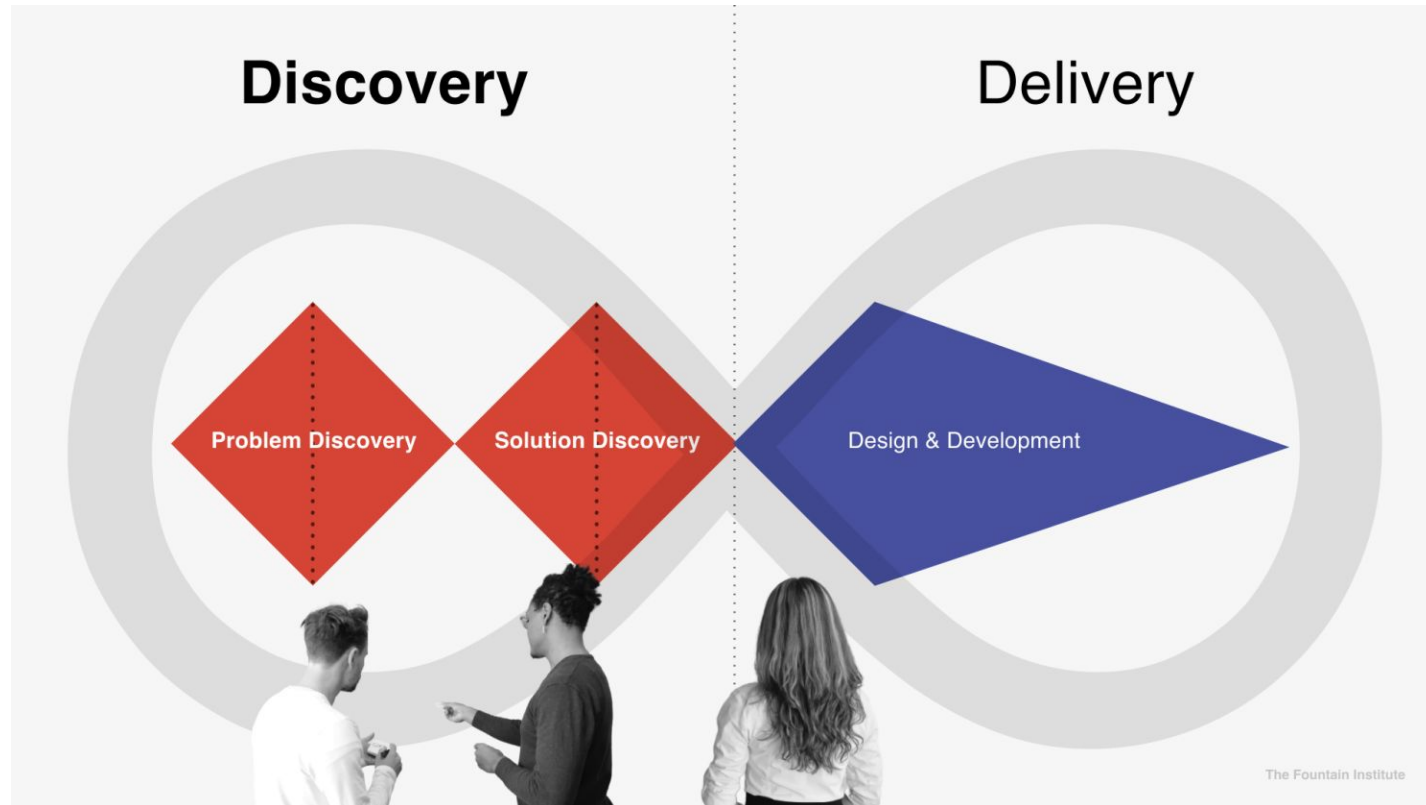 Discovery
Delivery
Problem Discovery
Solution Discovery
Design & Development
The Fountain Institute